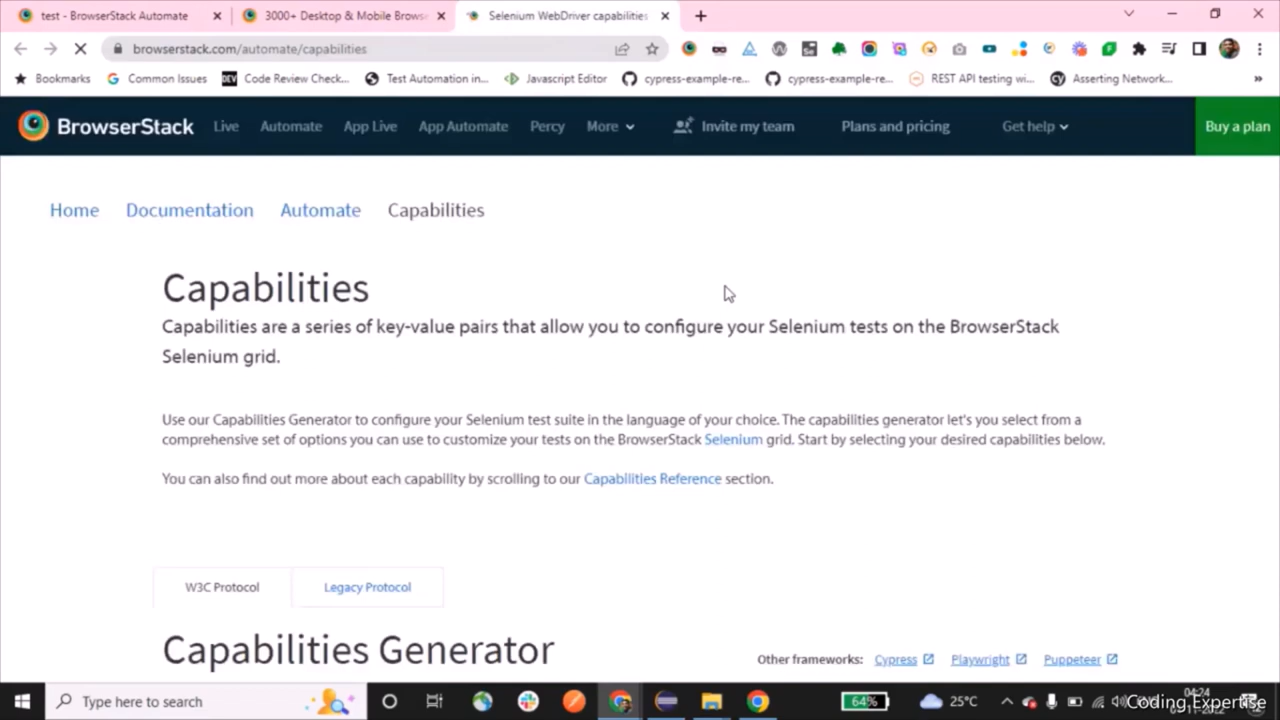 test - BrowserStack Automate
3000+ Desktop & Mobile Browse
Selenium WebDriver capabilities
browserstack.com/automate/capabilities
Bookmarks
Common Issues
DEV
Code Review Check...
Test Automation in...
Javascript Editor
cypress-example-re...
cypress-example-re...
REST API testing wi...
cy
Asserting Network...
BrowserStack
Live
Automate
App Live
App Automate
Percy
More
Invite my team
Plans and pricing
Get help
Buy a plan
Home
Documentation
Automate
Capabilities
Capabilities
Capabilities are a series of key-value pairs that allow you to configure your Selenium tests on the BrowserStack
Selenium grid.
Use our Capabilities Generator to configure your Selenium test suite in the language of your choice. The capabilities generator let's you select from a
comprehensive set of options you can use to customize your tests on the BrowserStack Selenium grid. Start by selecting your desired capabilities below.
You can also find out more about each capability by scrolling to our Capabilities Reference section.
W3C Protocol
Legacy Protocol
Capabilities Generator
Other frameworks:
Cypress
Playwright
Puppeteer
Type here to search
64%
25°C
04:24
Coding Expertise